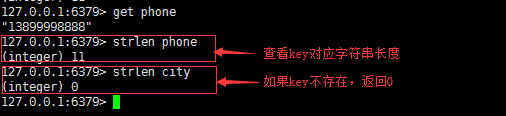 127.0.0.1:6379> get phone
"13899998888"
127.0.0.1:6379> strlen phone
(integer) 11
查看key对应字符串长度
127.0.0.1:6379> strlen city
(integer) 0
如果key不存在，返回0
127.0.0.1:6379>